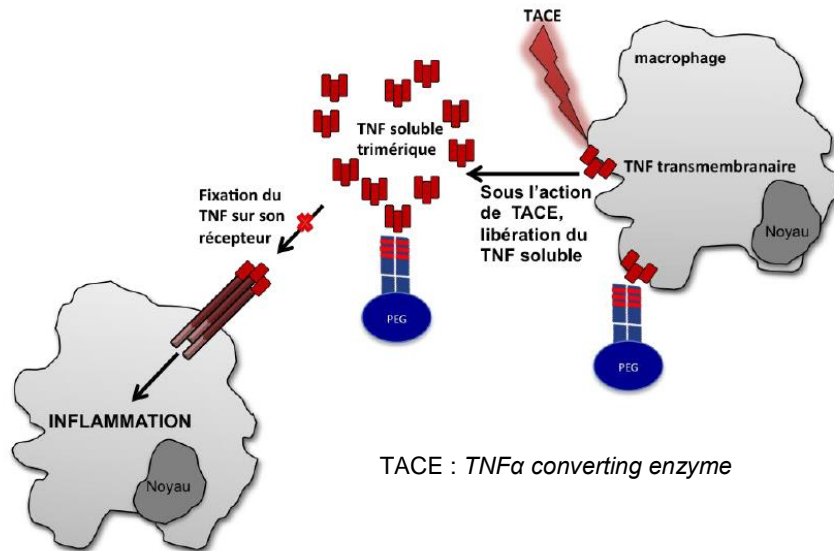 TACE
macrophage
TNF soluble
trimérique
TNF transmembranaire
Fixation du
TNF sur son
récepteur
Sous l'action
de TACE,
libération du
TNF soluble
Noyau
PEG
PEG
INFLAMMATION
Noyau
TACE : TNFα converting enzyme